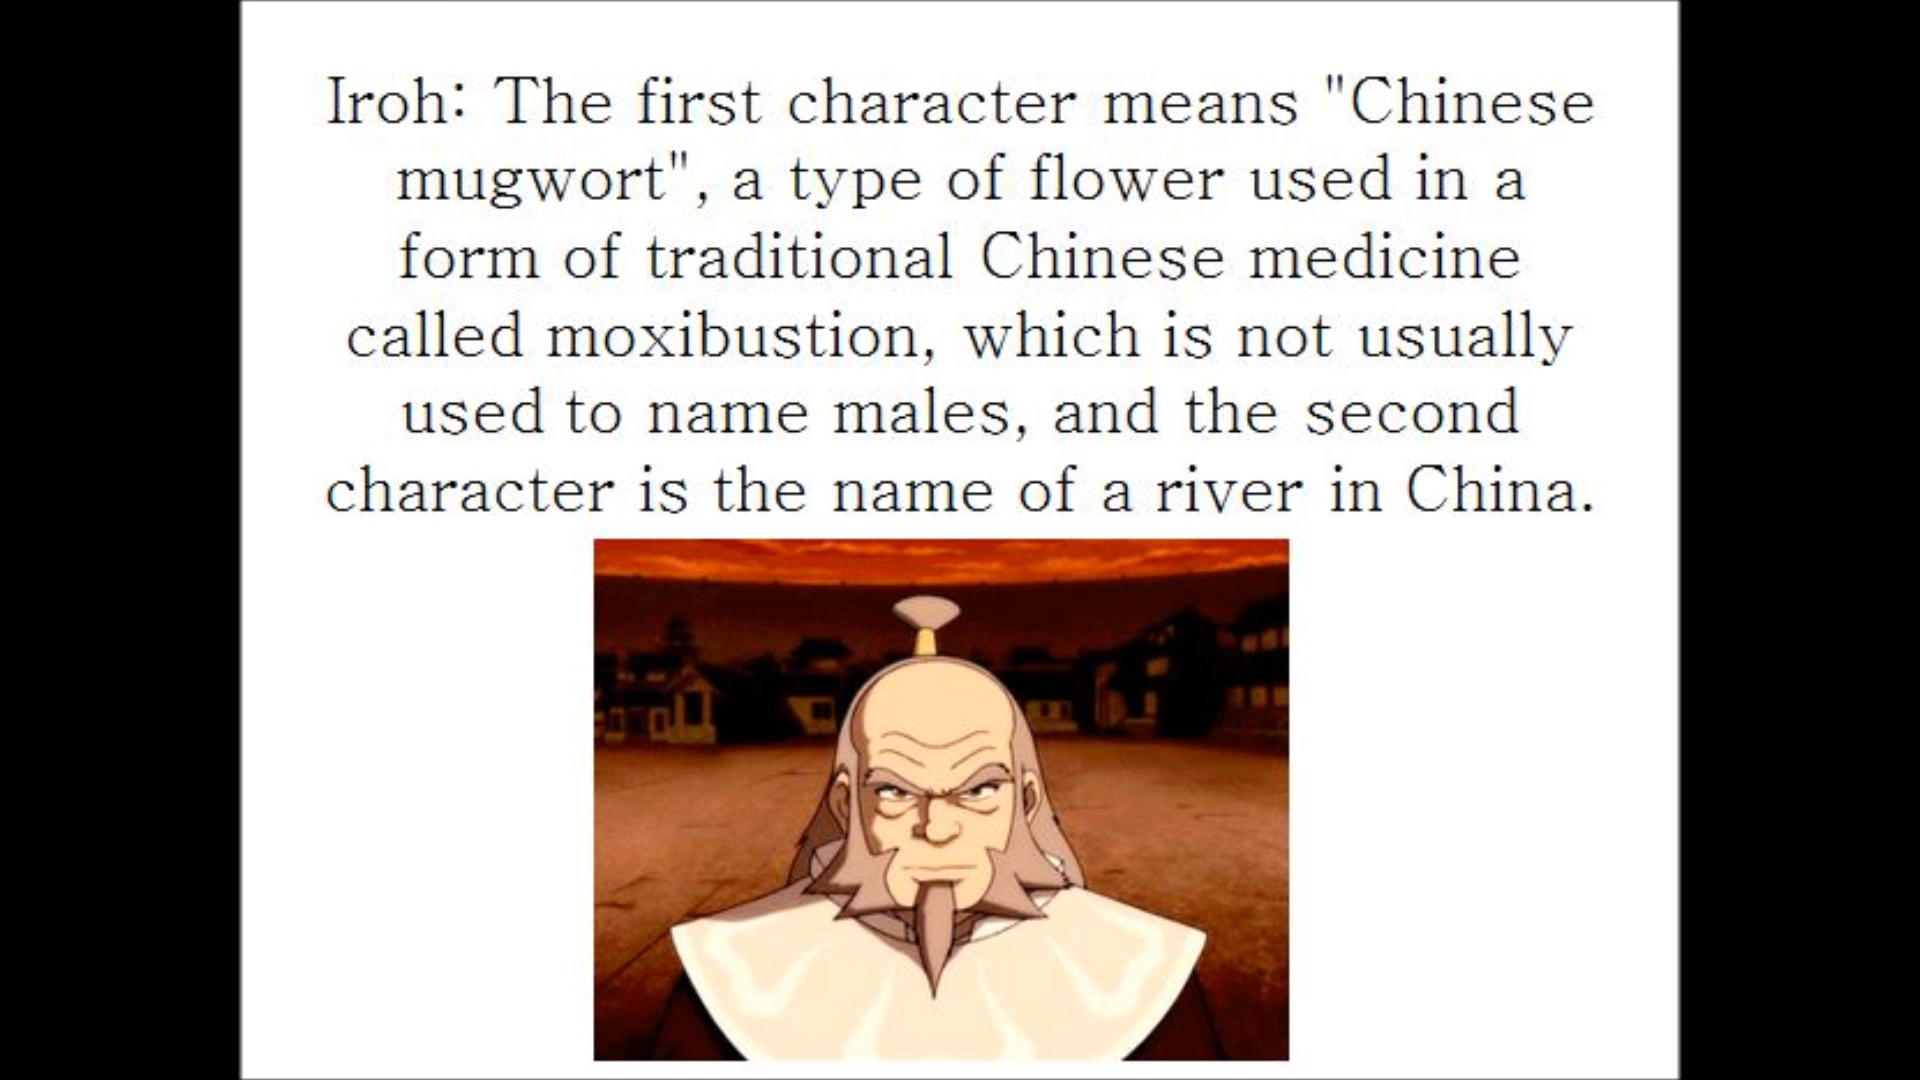 Iroh: The first character means "Chinese
mugwort", a type of flower used in a
form of traditional Chinese medicine
called moxibustion, which is not usually
used to name males, and the second
character is the name of a river in China.